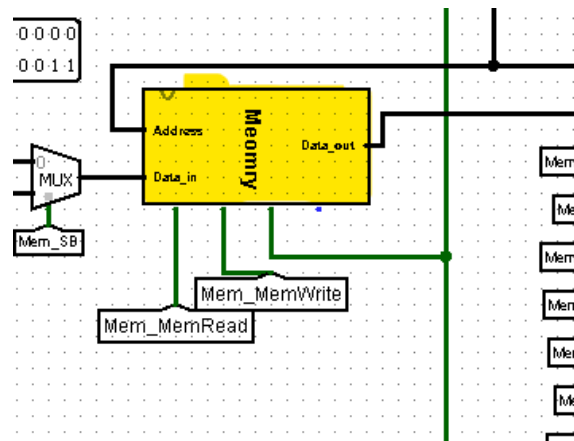 0 0 0 0
0 0 1 1
Address
Meomry
Data_out
0
MUX
Data_in
Mem_SB
Mem_MemWrite
Mem_MemRead